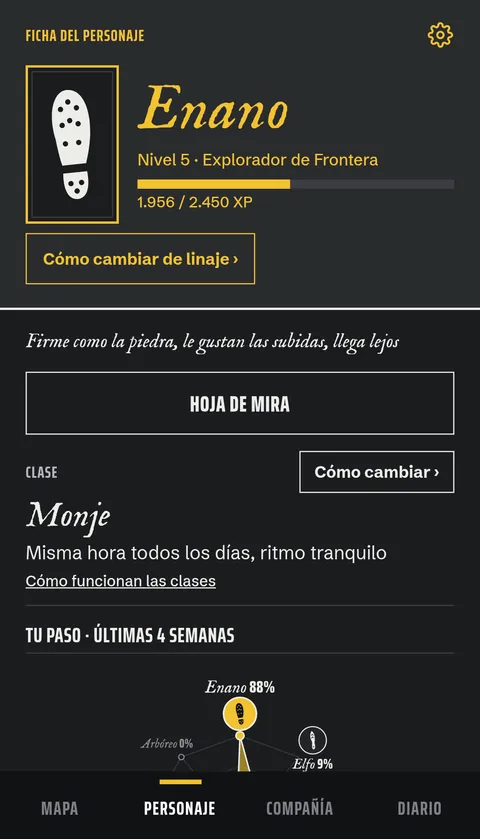 FICHA DEL PERSONAJE
Enano
Nivel 5 · Explorador de Frontera
1.956 / 2.450 XP
Cómo cambiar de linaje ›
Firme como la piedra, le gustan las subidas, llega lejos
HOJA DE MIRA
CLASE
Cómo cambiar ›
Monje
Misma hora todos los días, ritmo tranquilo
Cómo funcionan las clases
TU PASO · ÚLTIMAS 4 SEMANAS
Enano 88%
Arbóreo 0%
Elfo 9%
MAPA
PERSONAJE
COMPAÑÍA
DIARIO